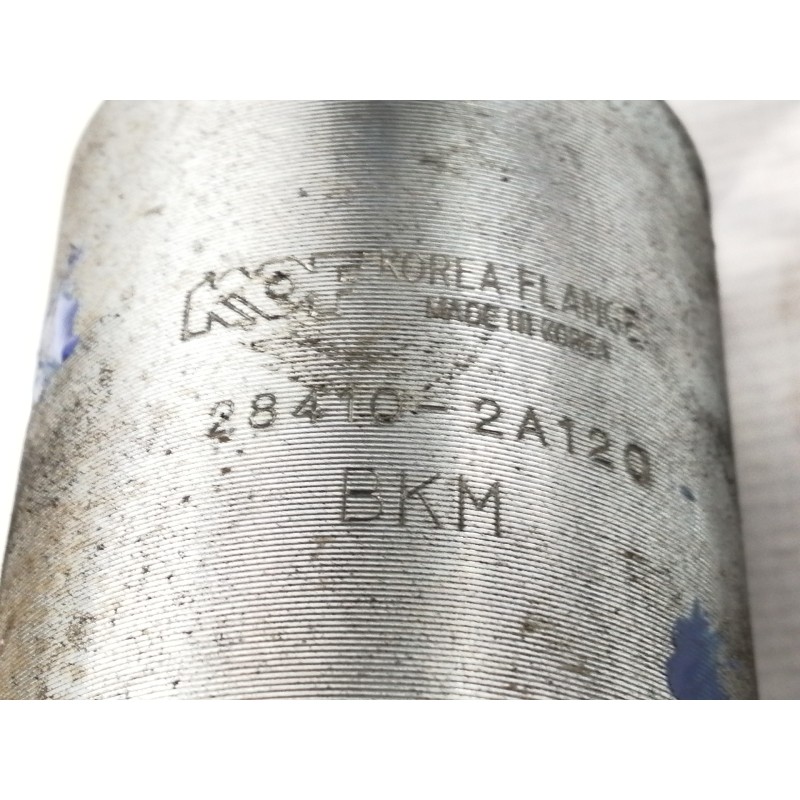 KOREA FLANGE
MADE IN KOREA
28410-2A120
BKM